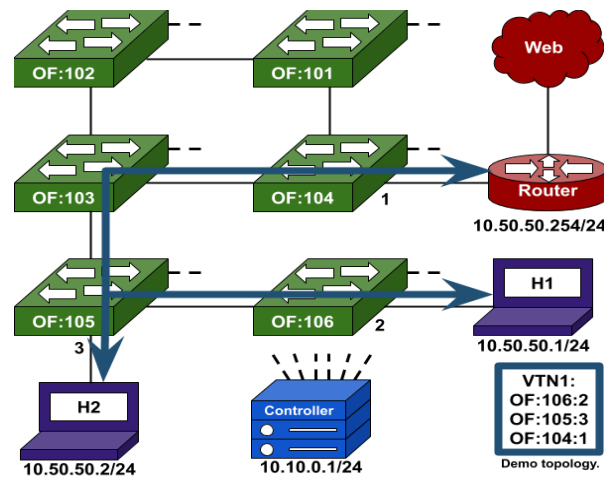 OF:102
OF:101
Web
OF:103
OF:104
1
Router
10.50.50.254/24
OF:105
3
OF:106
2
H1
10.50.50.1/24
H2
10.50.50.2/24
Controller
10.10.0.1/24
VTN1:
OF:106:2
OF:105:3
OF:104:1
Demo topology.